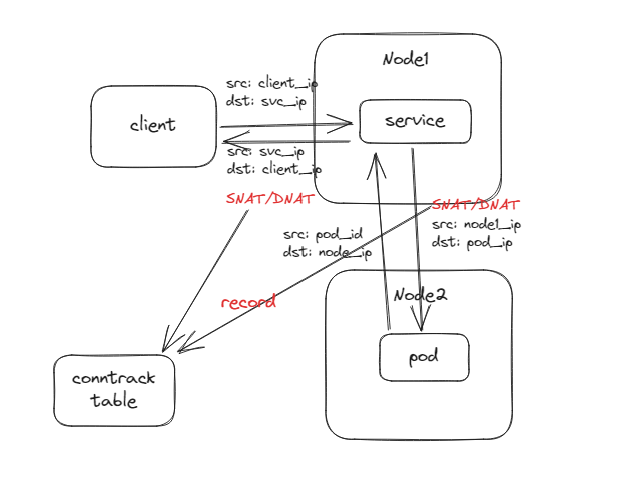 Node1
src: client_ip
dst: svc_ip
client
service
src: svc_ip
dst: client_ip
SNAT/DNAT
SNAT/DNAT
src: node1_ip
dst: pod_ip
src: pod_id
dst: node_ip
record
Node2
pod
conntrack
table